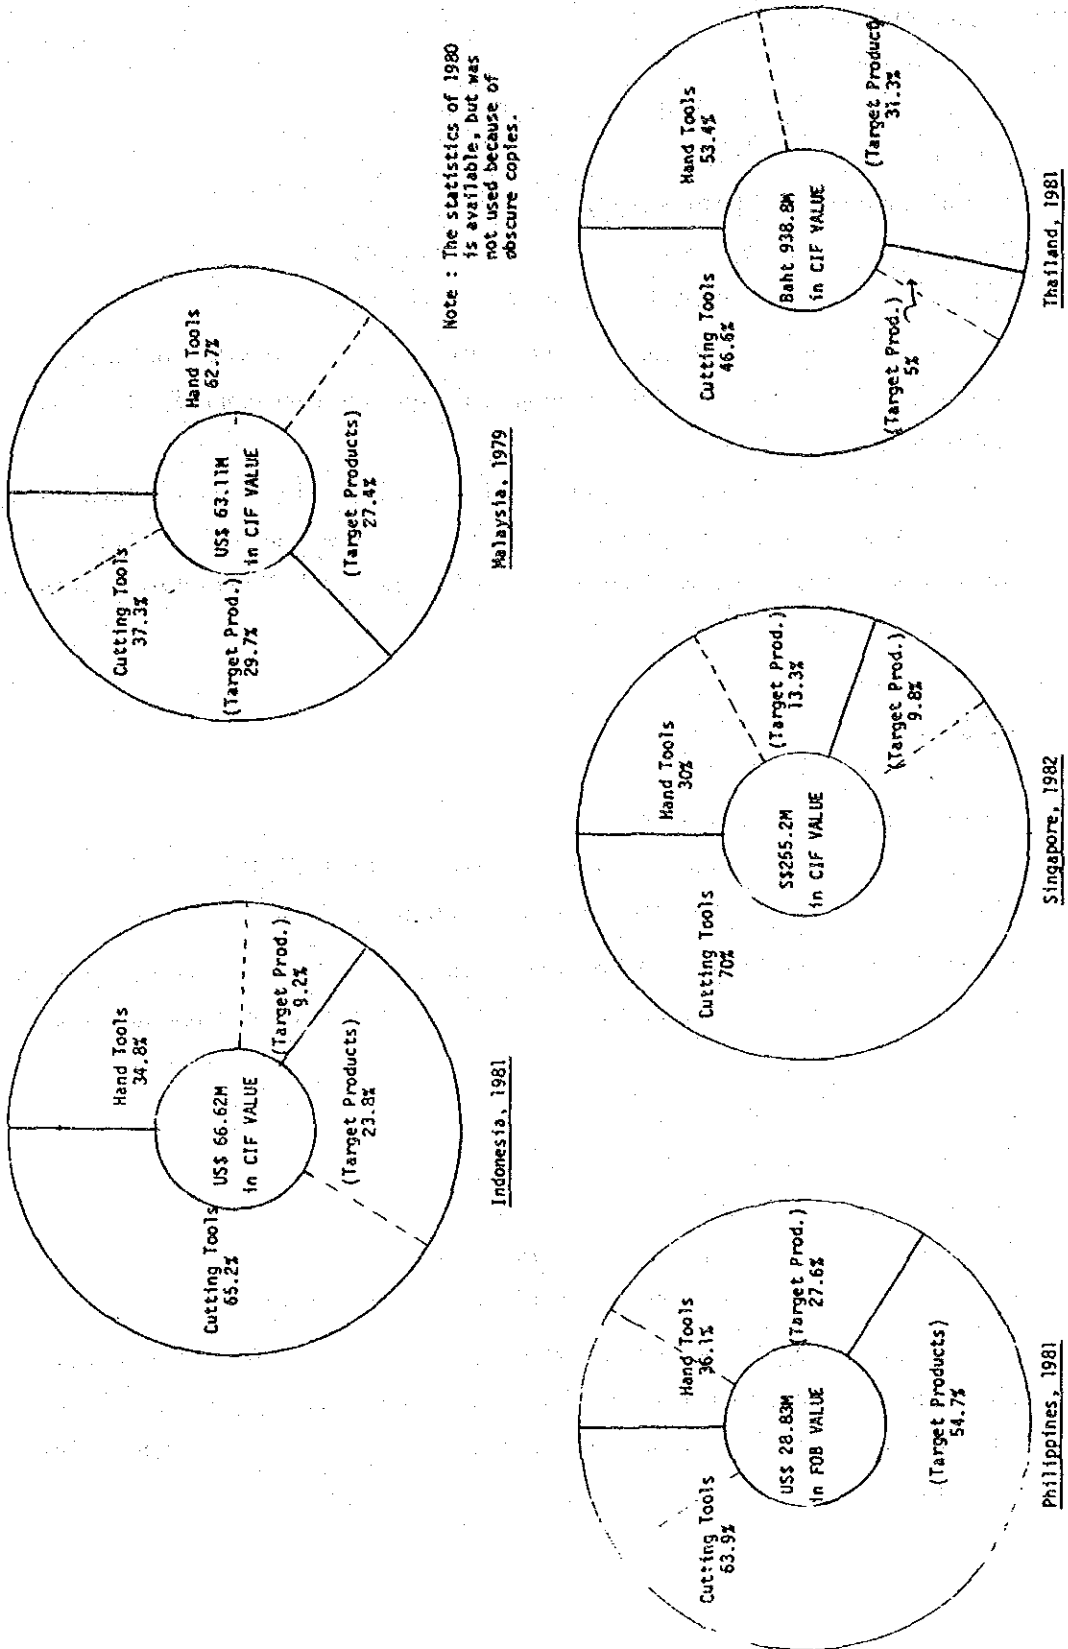 Hand Tools
34.8%
(Target Prod.)
9.2%
(Target Products)
23.8%
Cutting Tools
65.2%
US$ 66.62M
in CIF VALUE
Indonesia, 1981
Hand Tools
62.7%
(Target Products)
27.4%
Cutting Tools
37.3%
(Target Prod.)
29.7%
US$ 63.11M
in CIF VALUE
Malaysia, 1979
Note : The statistics of 1980
is available, but was
not used because of
obscure copies.
Hand Tools
36.1%
(Target Prod.)
27.6%
(Target Products)
54.7%
Cutting Tools
63.9%
US$ 28.83M
in FOB VALUE
Philippines, 1981
Hand Tools
30%
(Target Prod.)
13.3%
(Target Prod.)
9.8%
Cutting Tools
70%
S$265.2M
in CIF VALUE
Singapore, 1982
Hand Tools
53.4%
(Target Product)
31.3%
(Target Prod.)
5%
Cutting Tools
46.6%
Baht 938.8M
in CIF VALUE
Thailand, 1981